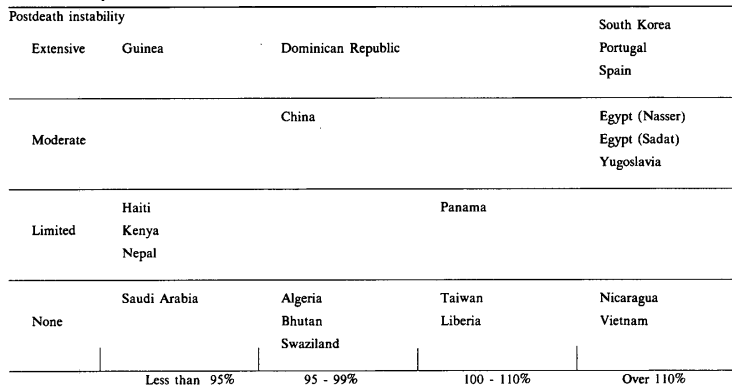 Postdeath instability
South Korea
Extensive Guinea Dominican Republic Portugal
Spain
China Egypt (Nasser)
Moderate Egypt (Sadat)
Yugoslavia
Haiti Panama
Limited Kenya
Nepal
Saudi Arabia Algeria Taiwan Nicaragua
None Bhutan Liberia Vietnam
Swaziland
Less than 95% 95 - 99% 100 - 110% Over 110%